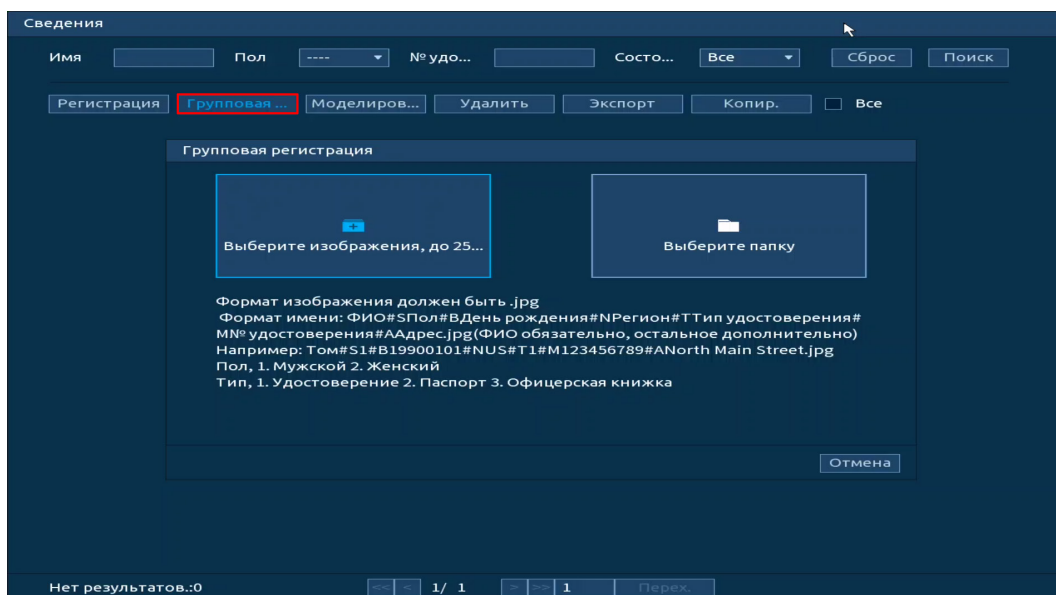 Сведения
Имя Пол ---- № удо... Состо... Все Сброс Поиск
Регистрация Групповая ... Моделиров... Удалить Экспорт Копир. Все
Групповая регистрация
Выберите изображения, до 25... Выберите папку
Формат изображения должен быть .jpg
Формат имени: ФИО#SПол#BДень рождения#NРегион#TТип удостоверения#
M№ удостоверения#AАдрес.jpg(ФИО обязательно, остальное дополнительно)
Например: Том#S1#B19900101#NUS#T1#M123456789#ANorth Main Street.jpg
Пол, 1. Мужской 2. Женский
Тип, 1. Удостоверение 2. Паспорт 3. Офицерская книжка
Отмена
Нет результатов.:0 << < 1/ 1 > >> 1 Перех.